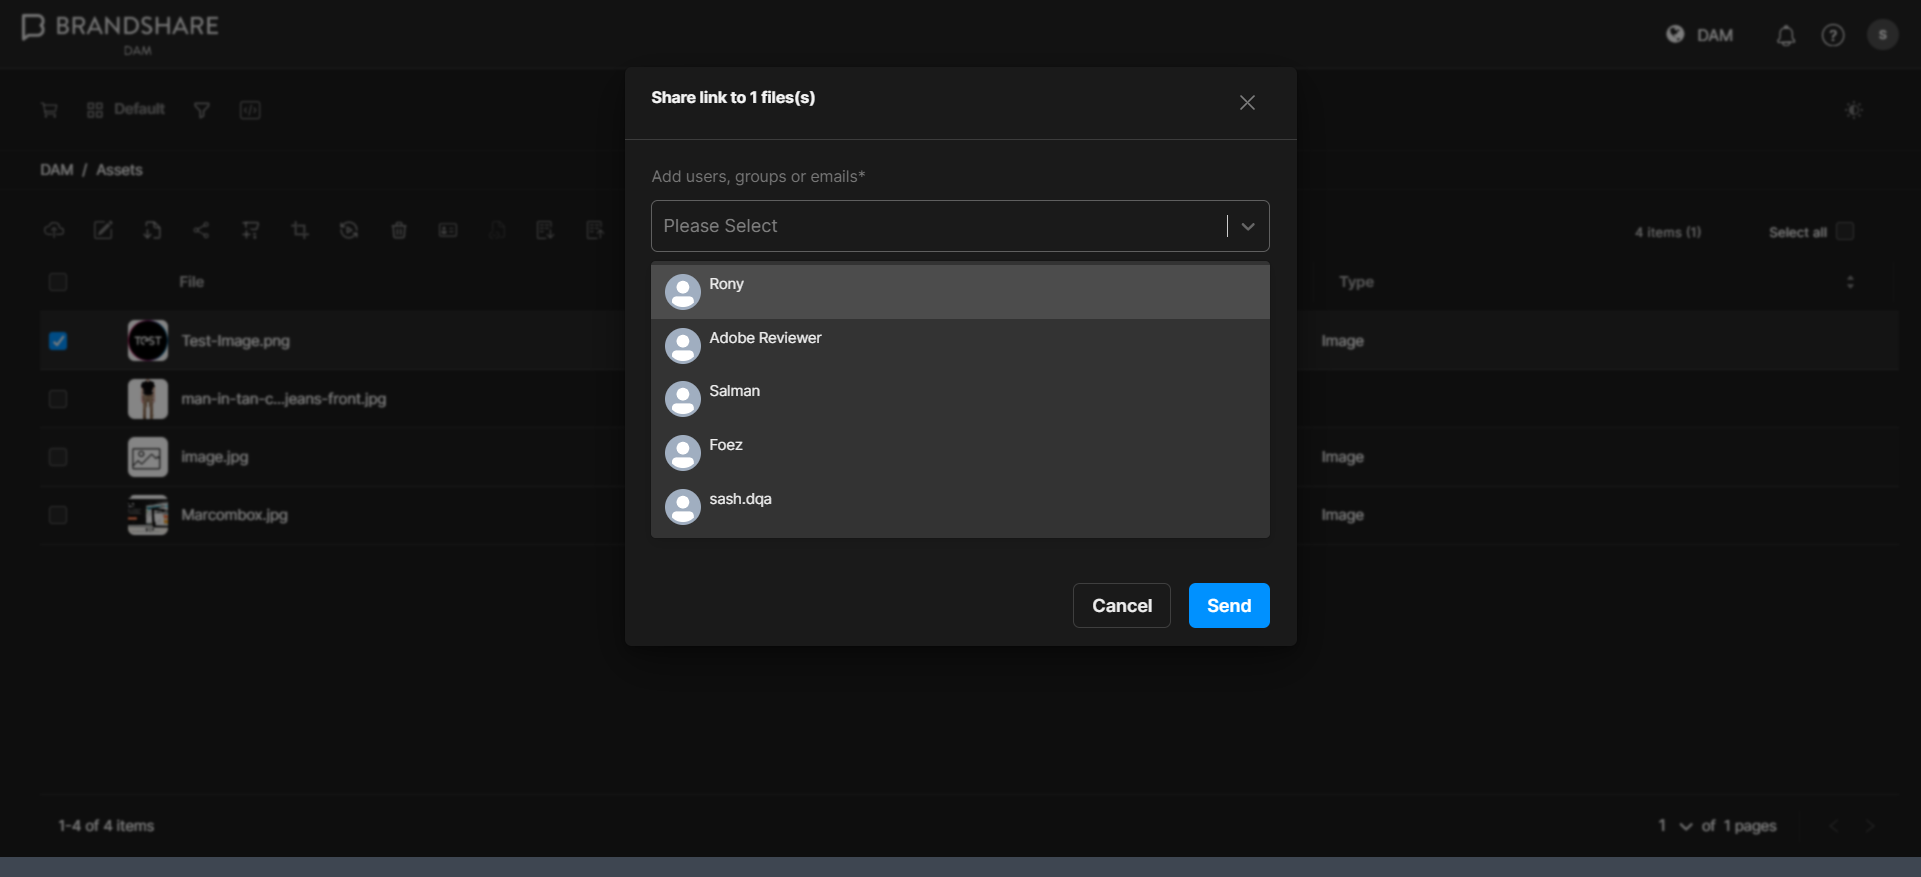 BRANDSHARE
DAM
DAM
?
S
Default
DAM / Assets
4 items (1)
Select all
File
Type
TEST
Test-Image.png
Image
man-in-tan-c...jeans-front.jpg
image.jpg
Image
Marcombox.jpg
Image
Share link to 1 files(s)
Add users, groups or emails*
Please Select
Rony
Adobe Reviewer
Salman
Foez
sash.dqa
Cancel
Send
1-4 of 4 items
1 of 1 pages